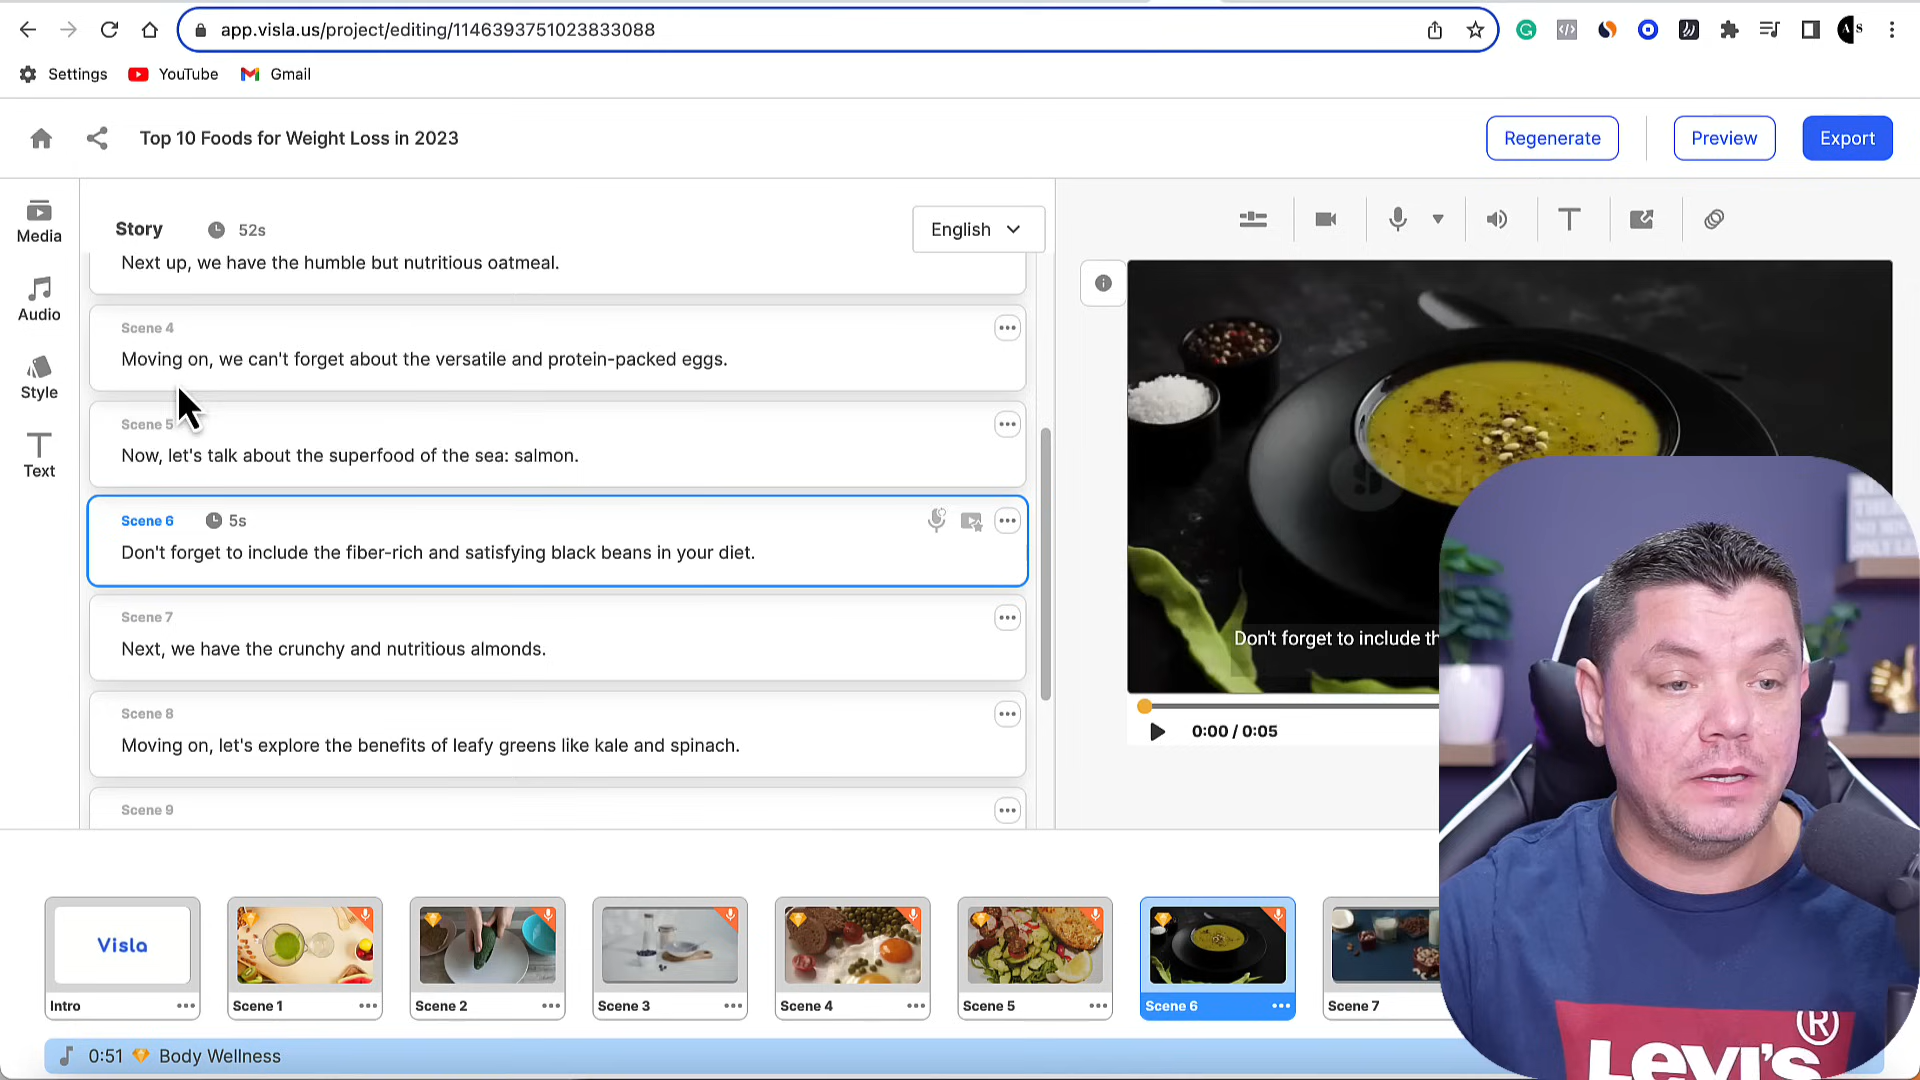 app.visla.us/project/editing/1146393751023833088
Settings
YouTube
Gmail
Top 10 Foods for Weight Loss in 2023
Regenerate
Preview
Export
Media
Audio
Style
Text
Story
52s
English
Next up, we have the humble but nutritious oatmeal.
Scene 4
Moving on, we can't forget about the versatile and protein-packed eggs.
Scene 5
Now, let's talk about the superfood of the sea: salmon.
Scene 6
5s
Don't forget to include the fiber-rich and satisfying black beans in your diet.
Scene 7
Next, we have the crunchy and nutritious almonds.
Scene 8
Moving on, let's explore the benefits of leafy greens like kale and spinach.
Scene 9
Don't forget to include th
0:00 / 0:05
Visla
Intro
Scene 1
Scene 2
Scene 3
Scene 4
Scene 5
Scene 6
Scene 7
0:51
Body Wellness
Levi's
®